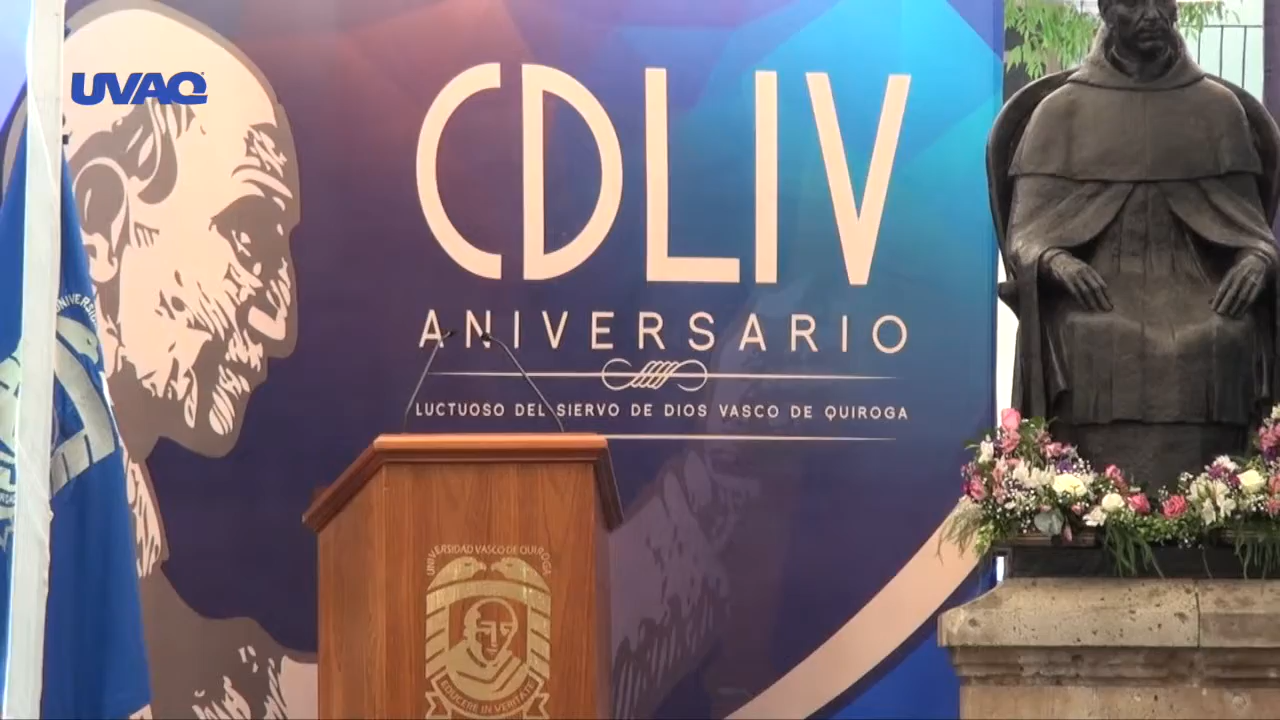 UVAQ
CDLIV
ANIVERSARIO
LUCTUOSO DEL SIERVO DE DIOS VASCO DE QUIROGA
UNIVERSIDAD VASCO DE QUIROGA
EDUCERE IN VERITATE